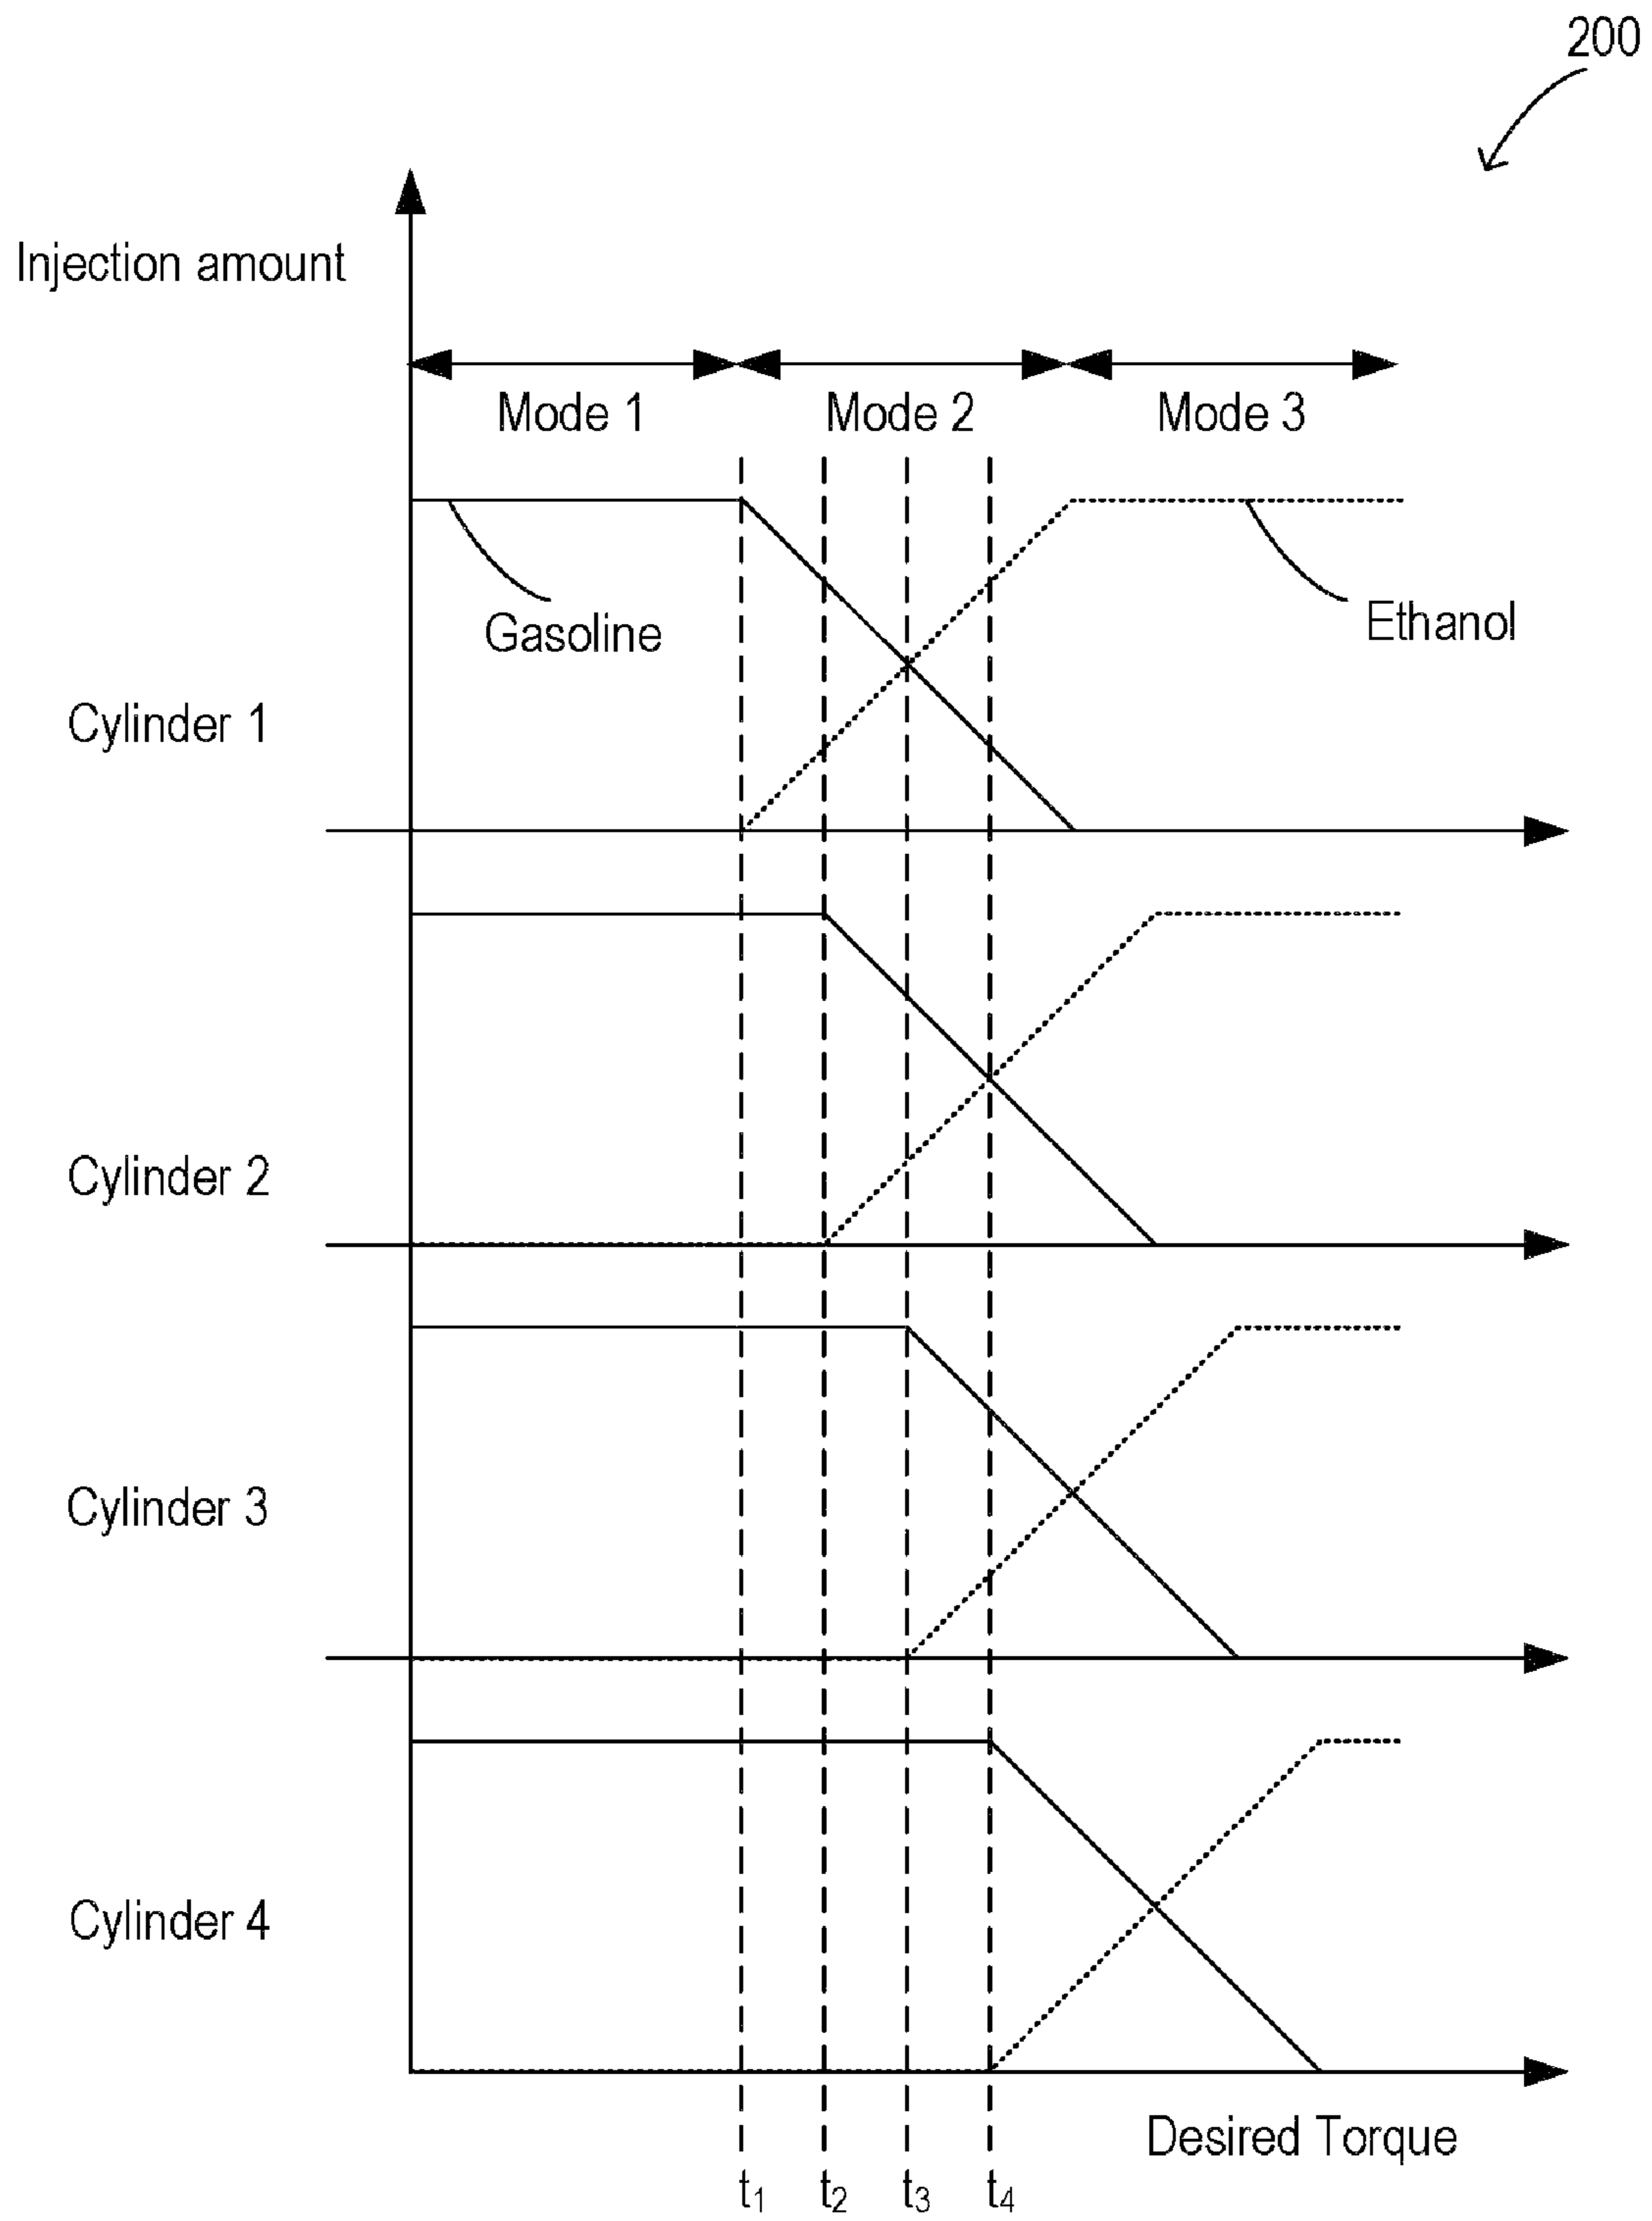 200
Injection amount
Mode 1 Mode 2 Mode 3
Gasoline
Ethanol
Cylinder 1
Cylinder 2
Cylinder 3
Cylinder 4
Desired Torque
t1 t2 t3 t4